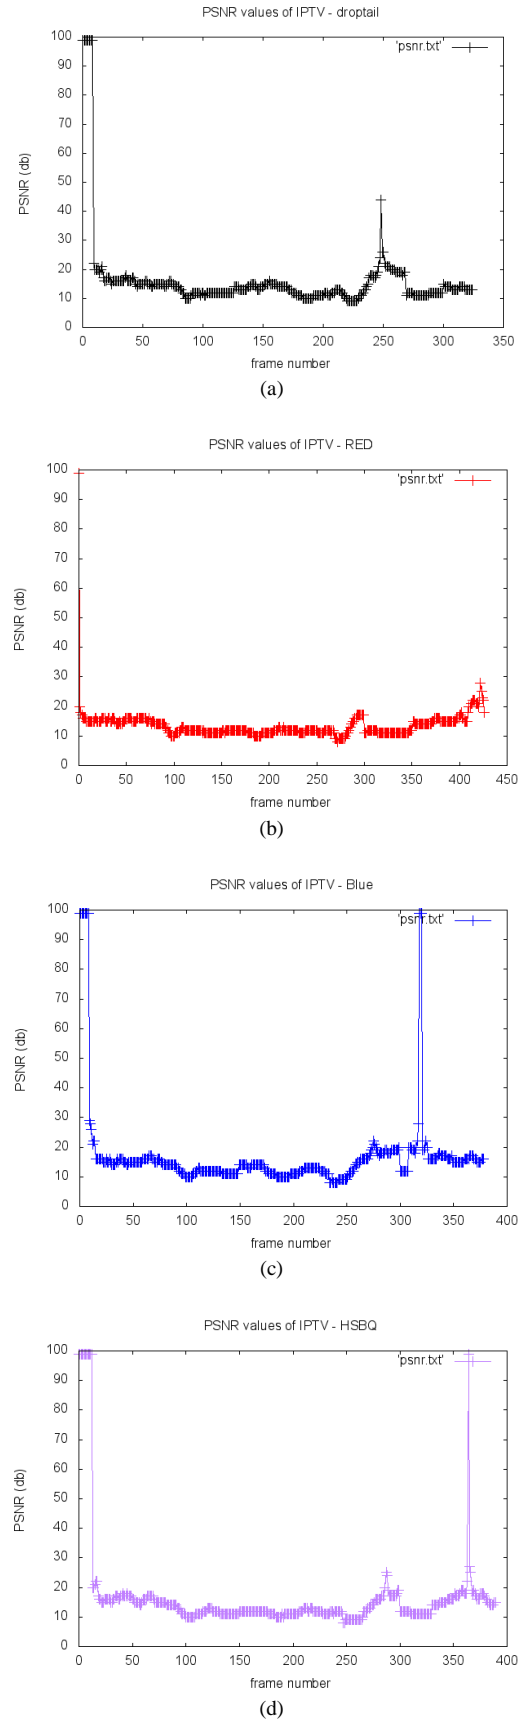 PSNR values of IPTV - droptail
100
90
80
70
60
50
40
30
20
10
0
PSNR (db)
'psnr.txt'
0 50 100 150 200 250 300 350
frame number
(a)
PSNR values of IPTV - RED
100
90
80
70
60
50
40
30
20
10
0
PSNR (db)
'psnr.txt'
0 50 100 150 200 250 300 350 400 450
frame number
(b)
PSNR values of IPTV - Blue
100
90
80
70
60
50
40
30
20
10
0
PSNR (db)
'psnr.txt'
0 50 100 150 200 250 300 350 400
frame number
(c)
PSNR values of IPTV - HSBQ
100
90
80
70
60
50
40
30
20
10
0
PSNR (db)
'psnr.txt'
0 50 100 150 200 250 300 350 400
frame number
(d)